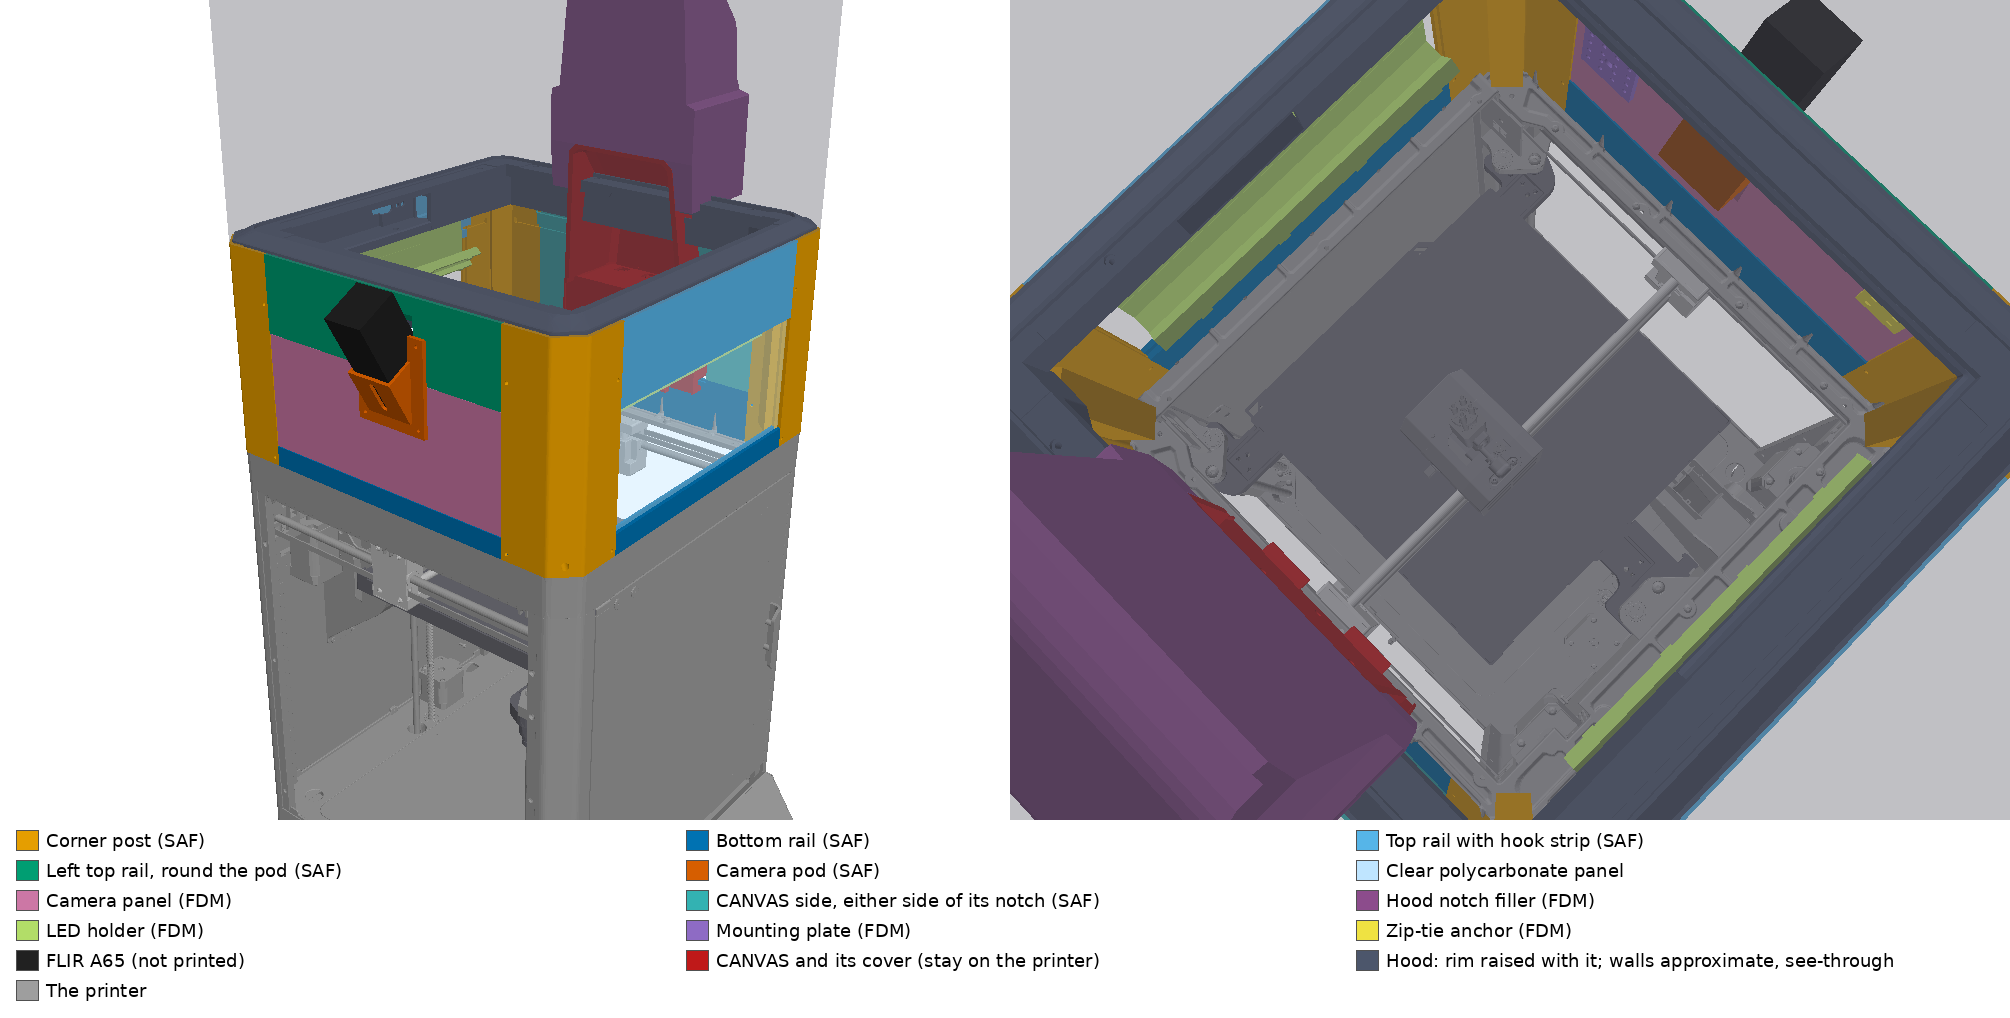 Corner post (SAF)
Bottom rail (SAF)
Top rail with hook strip (SAF)
Left top rail, round the pod (SAF)
Camera pod (SAF)
Clear polycarbonate panel
Camera panel (FDM)
CANVAS side, either side of its notch (SAF)
Hood notch filler (FDM)
LED holder (FDM)
Mounting plate (FDM)
Zip-tie anchor (FDM)
FLIR A65 (not printed)
CANVAS and its cover (stay on the printer)
Hood: rim raised with it; walls approximate, see-through
The printer